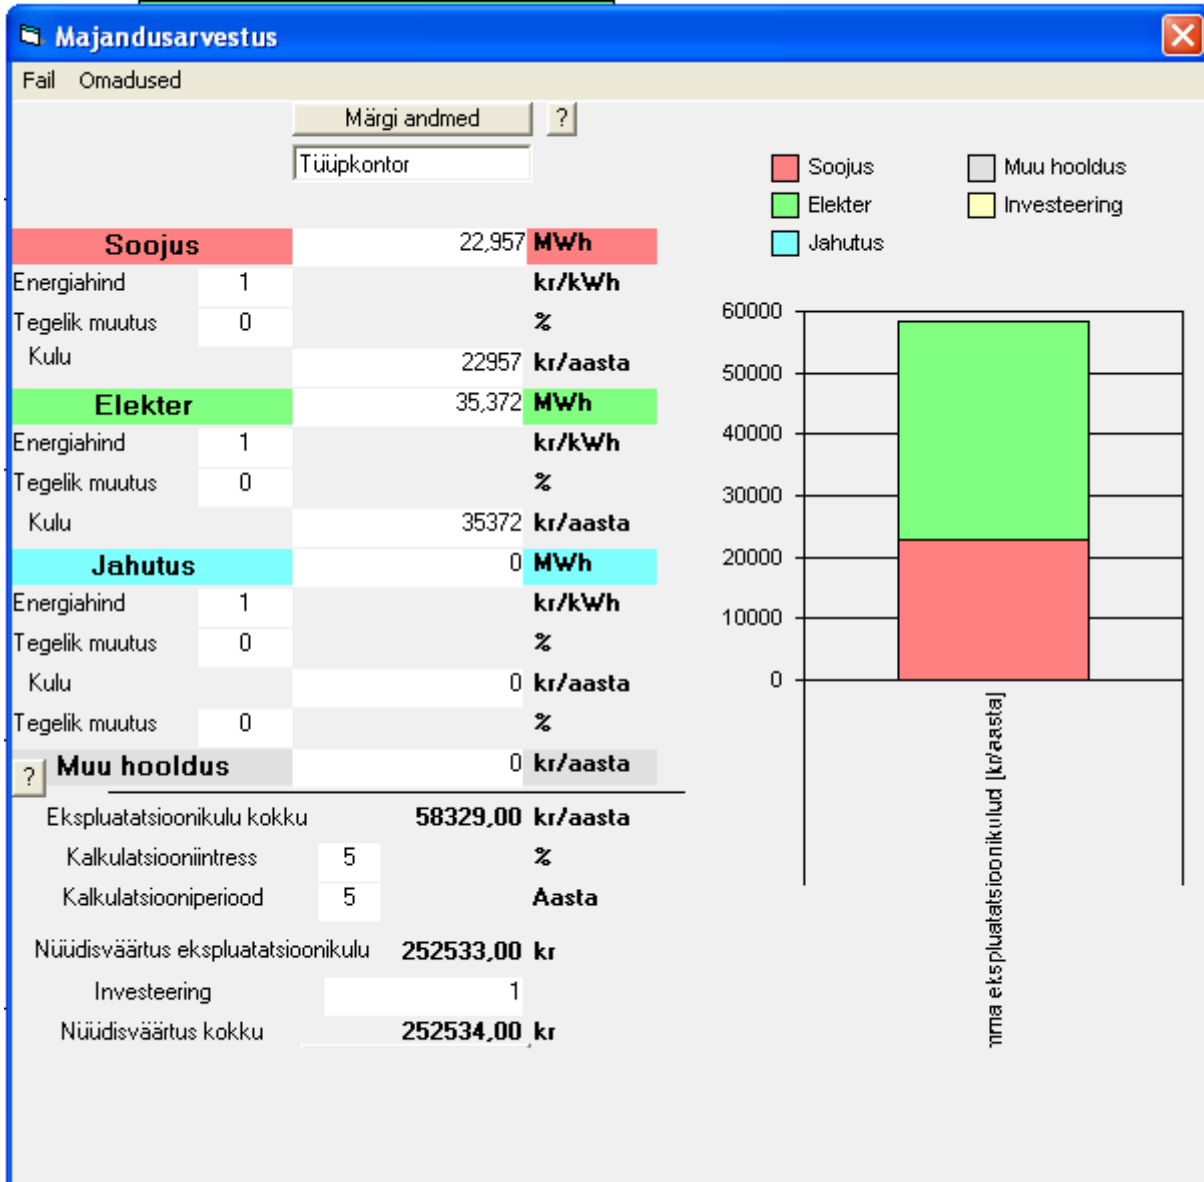 Majandusarvestus
Fail Omadused
Märgi andmed ?
Tüüpkontor
Soojus 22,957 MWh
Energiahind 1 kr/kWh
Tegelik muutus 0 %
Kulu 22957 kr/aasta
Elekter 35,372 MWh
Energiahind 1 kr/kWh
Tegelik muutus 0 %
Kulu 35372 kr/aasta
Jahutus 0 MWh
Energiahind 1 kr/kWh
Tegelik muutus 0 %
Kulu 0 kr/aasta
Tegelik muutus 0 %
? Muu hooldus 0 kr/aasta
Ekspluatatsioonikulu kokku 58329,00 kr/aasta
Kalkulatsiooniintress 5 %
Kalkulatsiooniperiood 5 Aasta
Nüüdisväärtus ekspluatatsioonikulu 252533,00 kr
Investeering 1
Nüüdisväärtus kokku 252534,00 kr
Soojus Muu hooldus
Elekter Investeering
Jahutus
60000
50000
40000
30000
20000
10000
0
ekspluatatsioonikulud [kr/aasta]